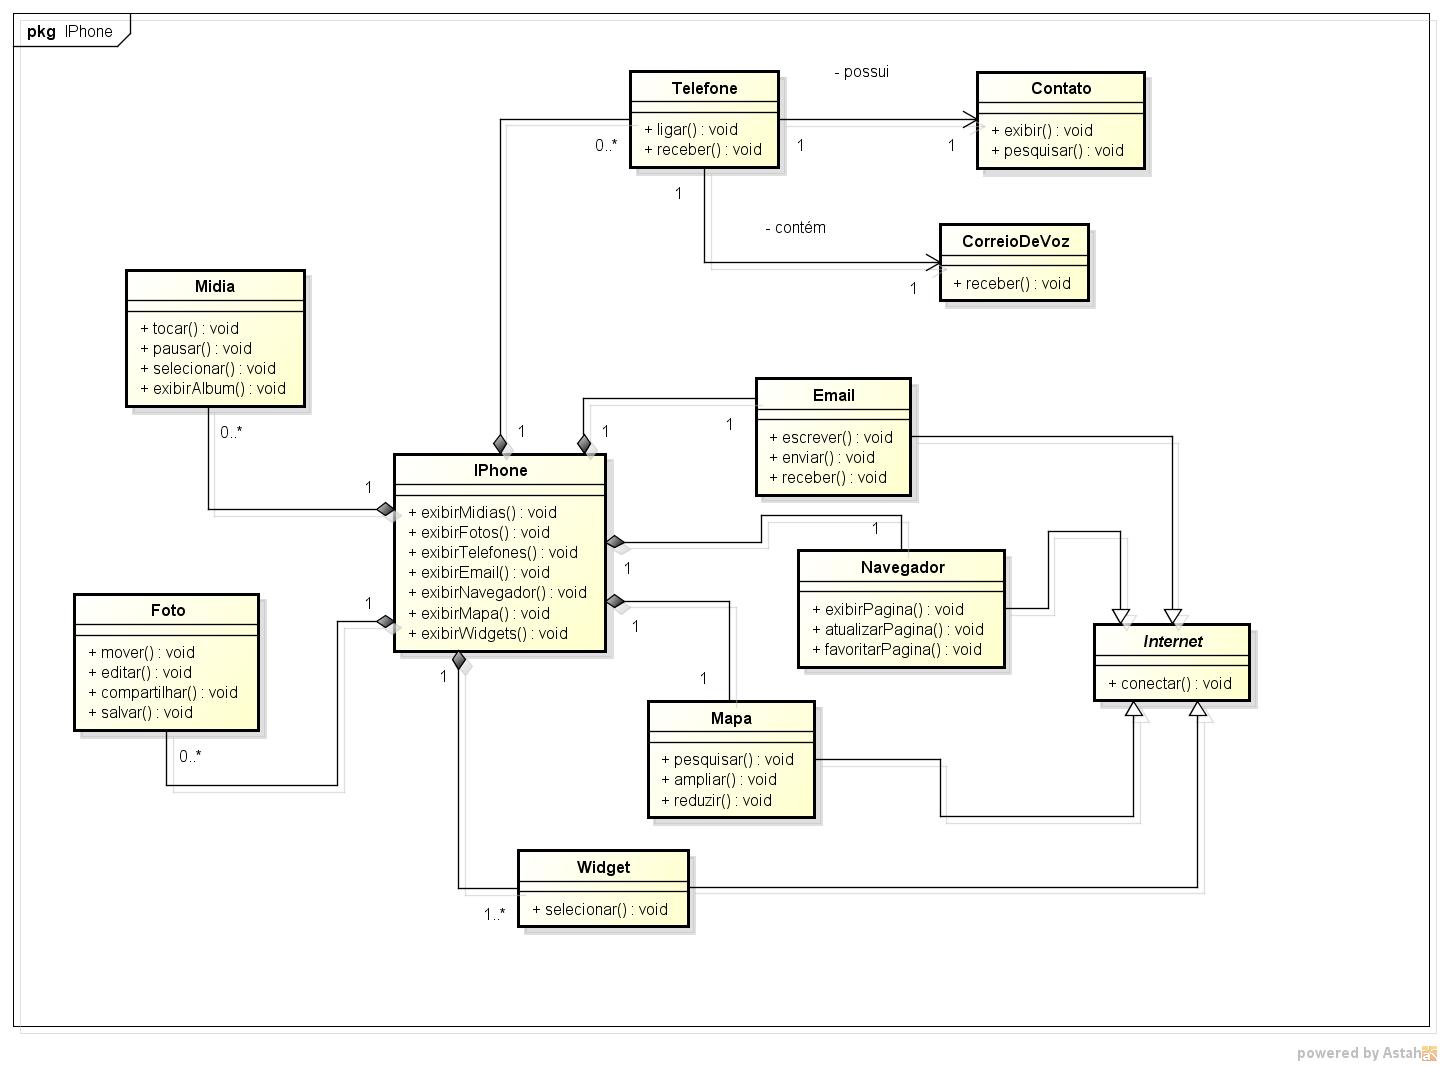 pkg IPhone
- possui
Telefone
+ ligar() : void
+ receber() : void
0..*
1
1
1
Contato
+ exibir() : void
+ pesquisar() : void
- contém
CorreioDeVoz
+ receber() : void
1
Midia
+ tocar() : void
+ pausar() : void
+ selecionar() : void
+ exibirAlbum() : void
0..*
1
Email
+ escrever() : void
+ enviar() : void
+ receber() : void
1
1
1
IPhone
+ exibirMidias() : void
+ exibirFotos() : void
+ exibirTelefones() : void
+ exibirEmail() : void
+ exibirNavegador() : void
+ exibirMapa() : void
+ exibirWidgets() : void
1
1
Navegador
+ exibirPagina() : void
+ atualizarPagina() : void
+ favoritarPagina() : void
Foto
+ mover() : void
+ editar() : void
+ compartilhar() : void
+ salvar() : void
0..*
1
1
1
1
Internet
+ conectar() : void
Mapa
+ pesquisar() : void
+ ampliar() : void
+ reduzir() : void
Widget
+ selecionar() : void
1..*
powered by Astah